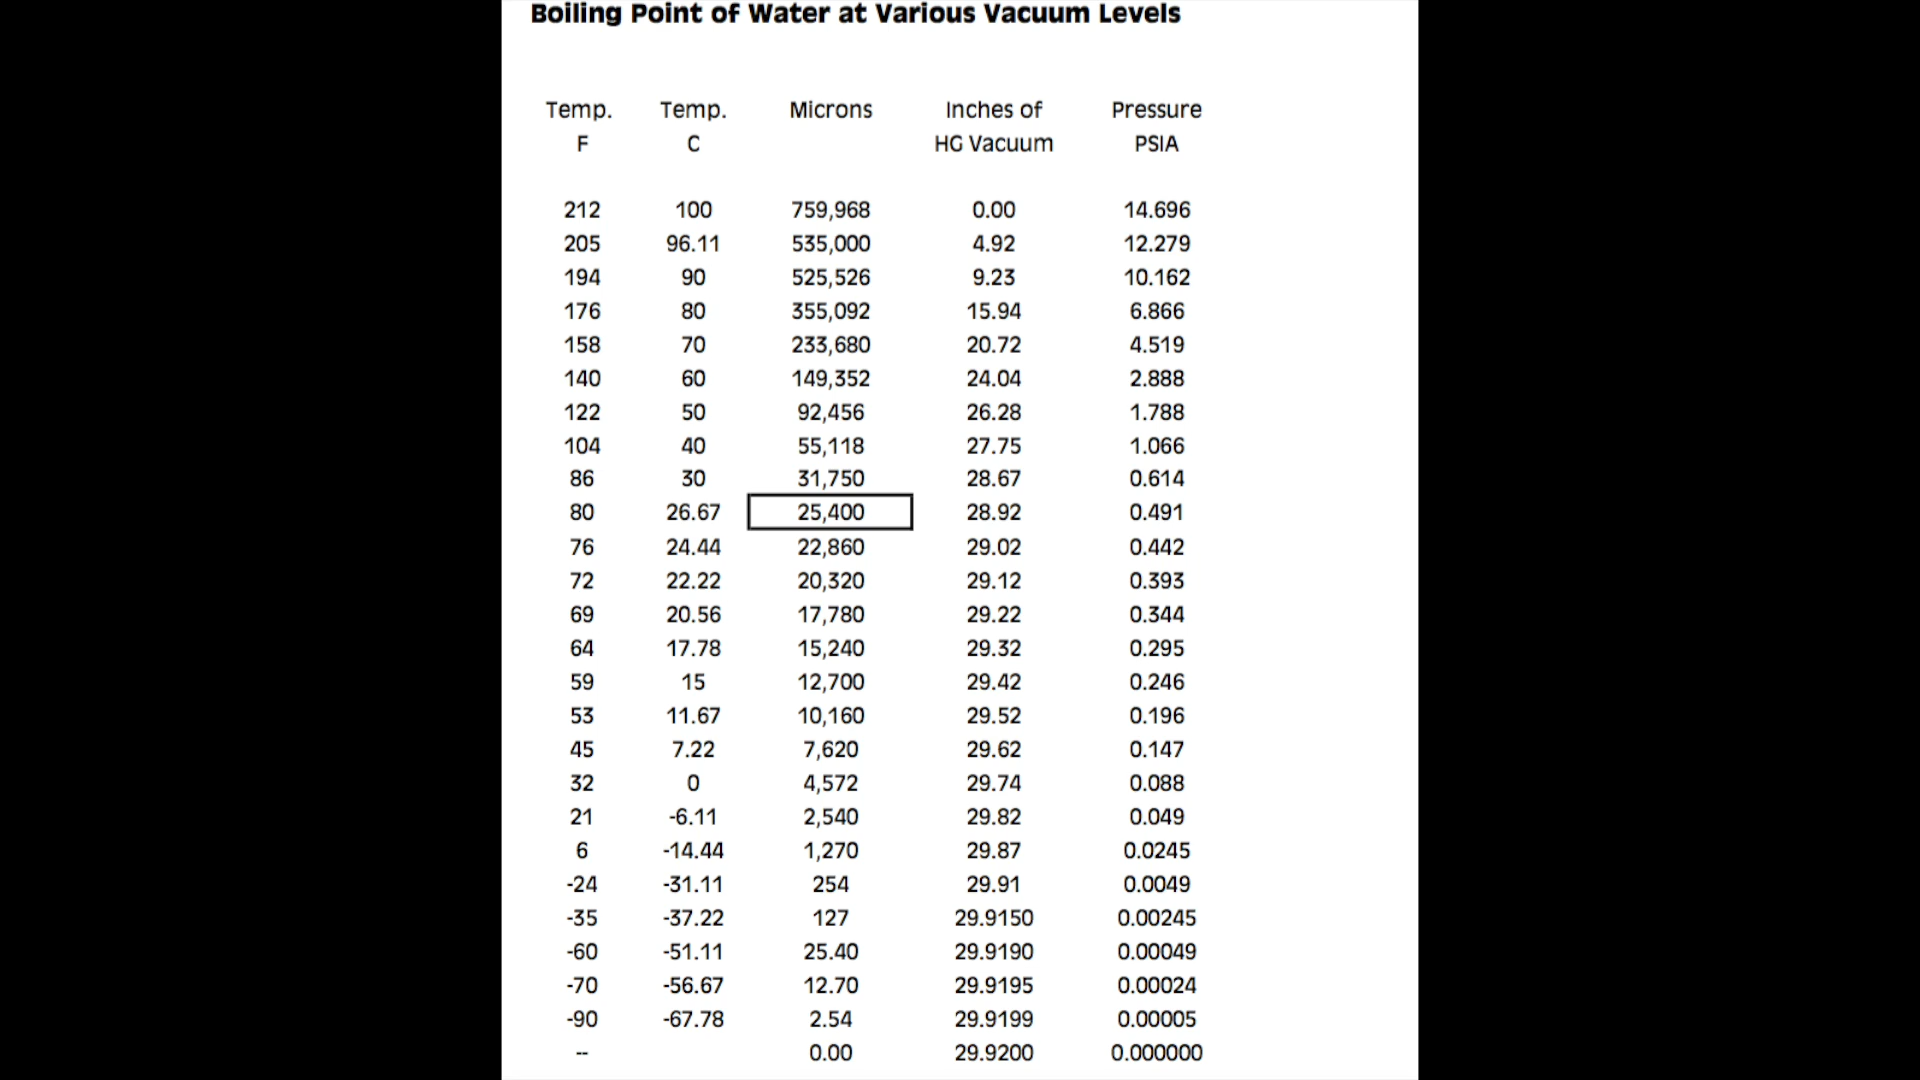 Boiling Point of Water at Various Vacuum Levels
Temp. Temp. Microns Inches of Pressure
F C HG Vacuum PSIA
212 100 759,968 0.00 14.696
205 96.11 535,000 4.92 12.279
194 90 525,526 9.23 10.162
176 80 355,092 15.94 6.866
158 70 233,680 20.72 4.519
140 60 149,352 24.04 2.888
122 50 92,456 26.28 1.788
104 40 55,118 27.75 1.066
86 30 31,750 28.67 0.614
80 26.67 25,400 28.92 0.491
76 24.44 22,860 29.02 0.442
72 22.22 20,320 29.12 0.393
69 20.56 17,780 29.22 0.344
64 17.78 15,240 29.32 0.295
59 15 12,700 29.42 0.246
53 11.67 10,160 29.52 0.196
45 7.22 7,620 29.62 0.147
32 0 4,572 29.74 0.088
21 -6.11 2,540 29.82 0.049
6 -14.44 1,270 29.87 0.0245
-24 -31.11 254 29.91 0.0049
-35 -37.22 127 29.9150 0.00245
-60 -51.11 25.40 29.9190 0.00049
-70 -56.67 12.70 29.9195 0.00024
-90 -67.78 2.54 29.9199 0.00005
-- 0.00 29.9200 0.000000